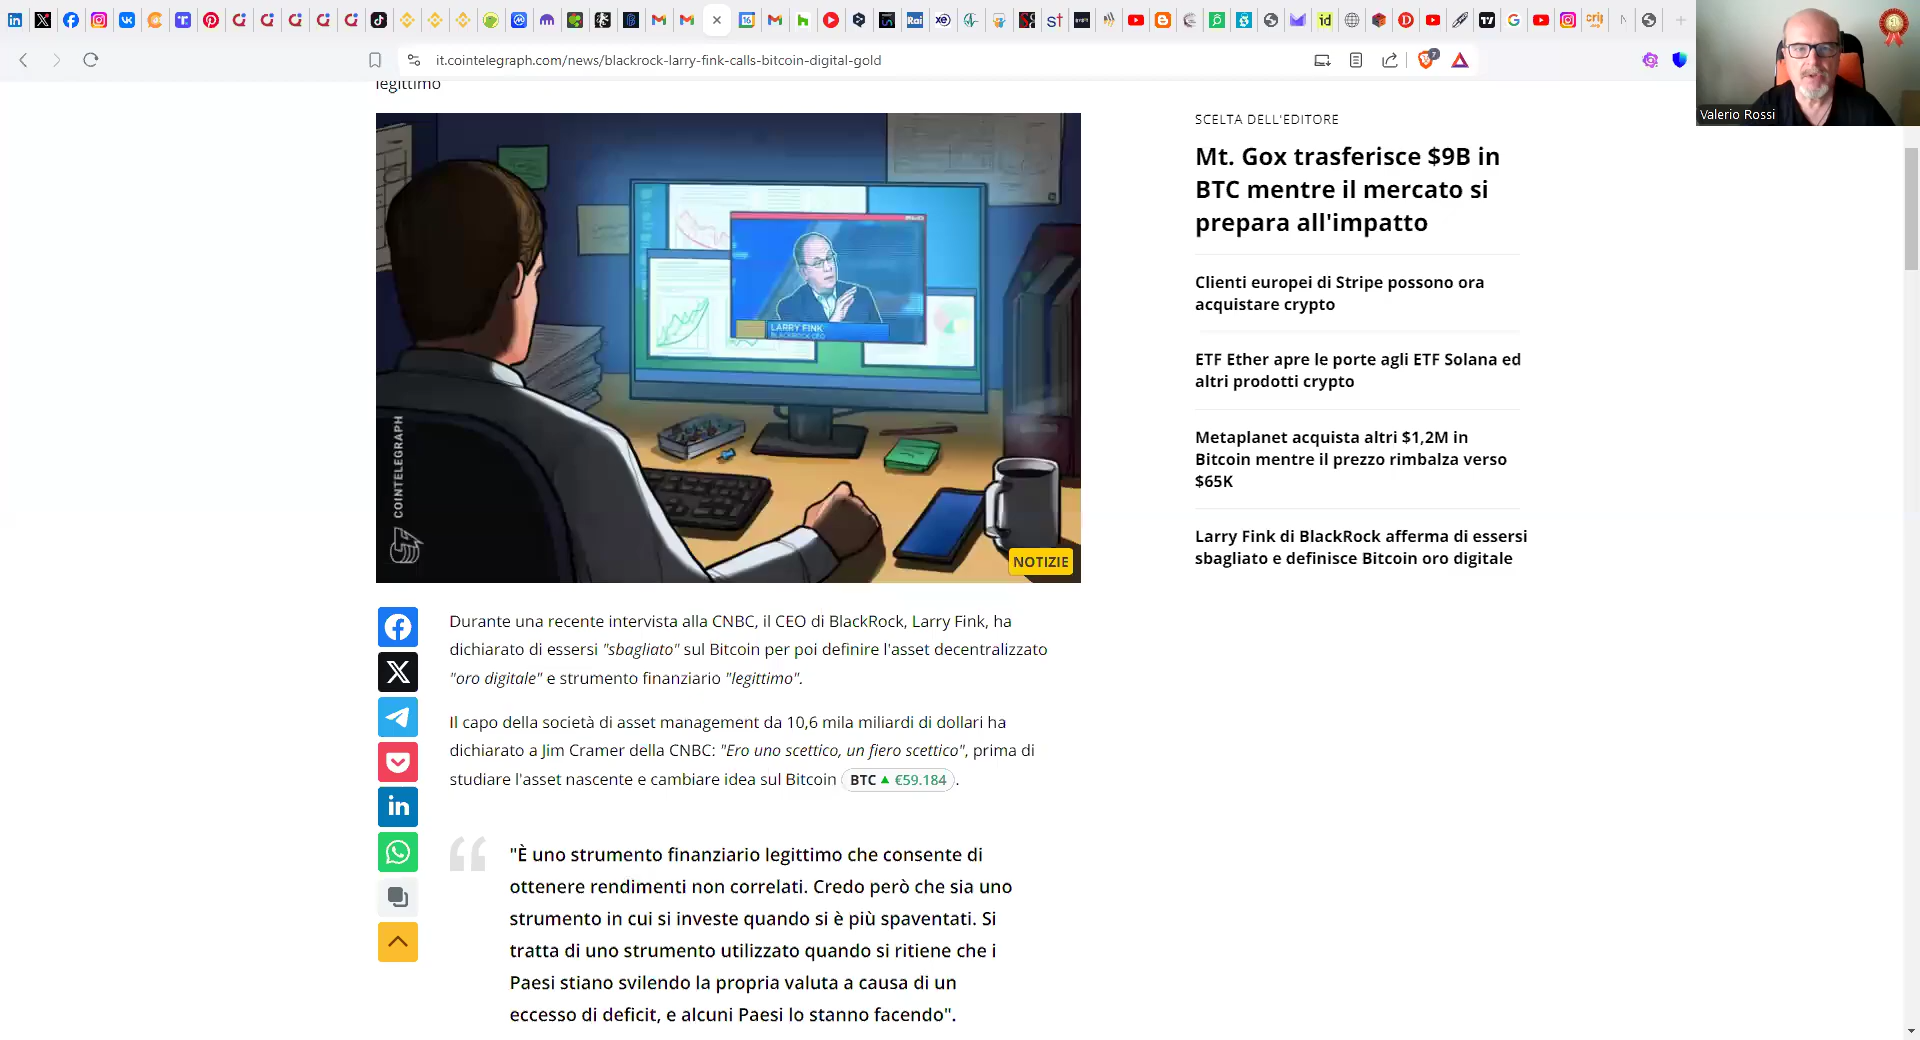 it.cointelegraph.com/news/blackrock-larry-fink-calls-bitcoin-digital-gold
7
Valerio Rossi
legittimo
LARRY FINK
BLACKROCK CEO
COINTELEGRAPH
NOTIZIE
SCELTA DELL'EDITORE
Mt. Gox trasferisce $9B in
BTC mentre il mercato si
prepara all'impatto
Clienti europei di Stripe possono ora
acquistare crypto
ETF Ether apre le porte agli ETF Solana ed
altri prodotti crypto
Metaplanet acquista altri $1,2M in
Bitcoin mentre il prezzo rimbalza verso
$65K
Larry Fink di BlackRock afferma di essersi
sbagliato e definisce Bitcoin oro digitale
Durante una recente intervista alla CNBC, il CEO di BlackRock, Larry Fink, ha
dichiarato di essersi "sbagliato" sul Bitcoin per poi definire l'asset decentralizzato
"oro digitale" e strumento finanziario "legittimo".
Il capo della società di asset management da 10,6 mila miliardi di dollari ha
dichiarato a Jim Cramer della CNBC: "Ero uno scettico, un fiero scettico", prima di
studiare l'asset nascente e cambiare idea sul Bitcoin BTC ▲ €59.184.
"È uno strumento finanziario legittimo che consente di
ottenere rendimenti non correlati. Credo però che sia uno
strumento in cui si investe quando si è più spaventati. Si
tratta di uno strumento utilizzato quando si ritiene che i
Paesi stiano svilendo la propria valuta a causa di un
eccesso di deficit, e alcuni Paesi lo stanno facendo".